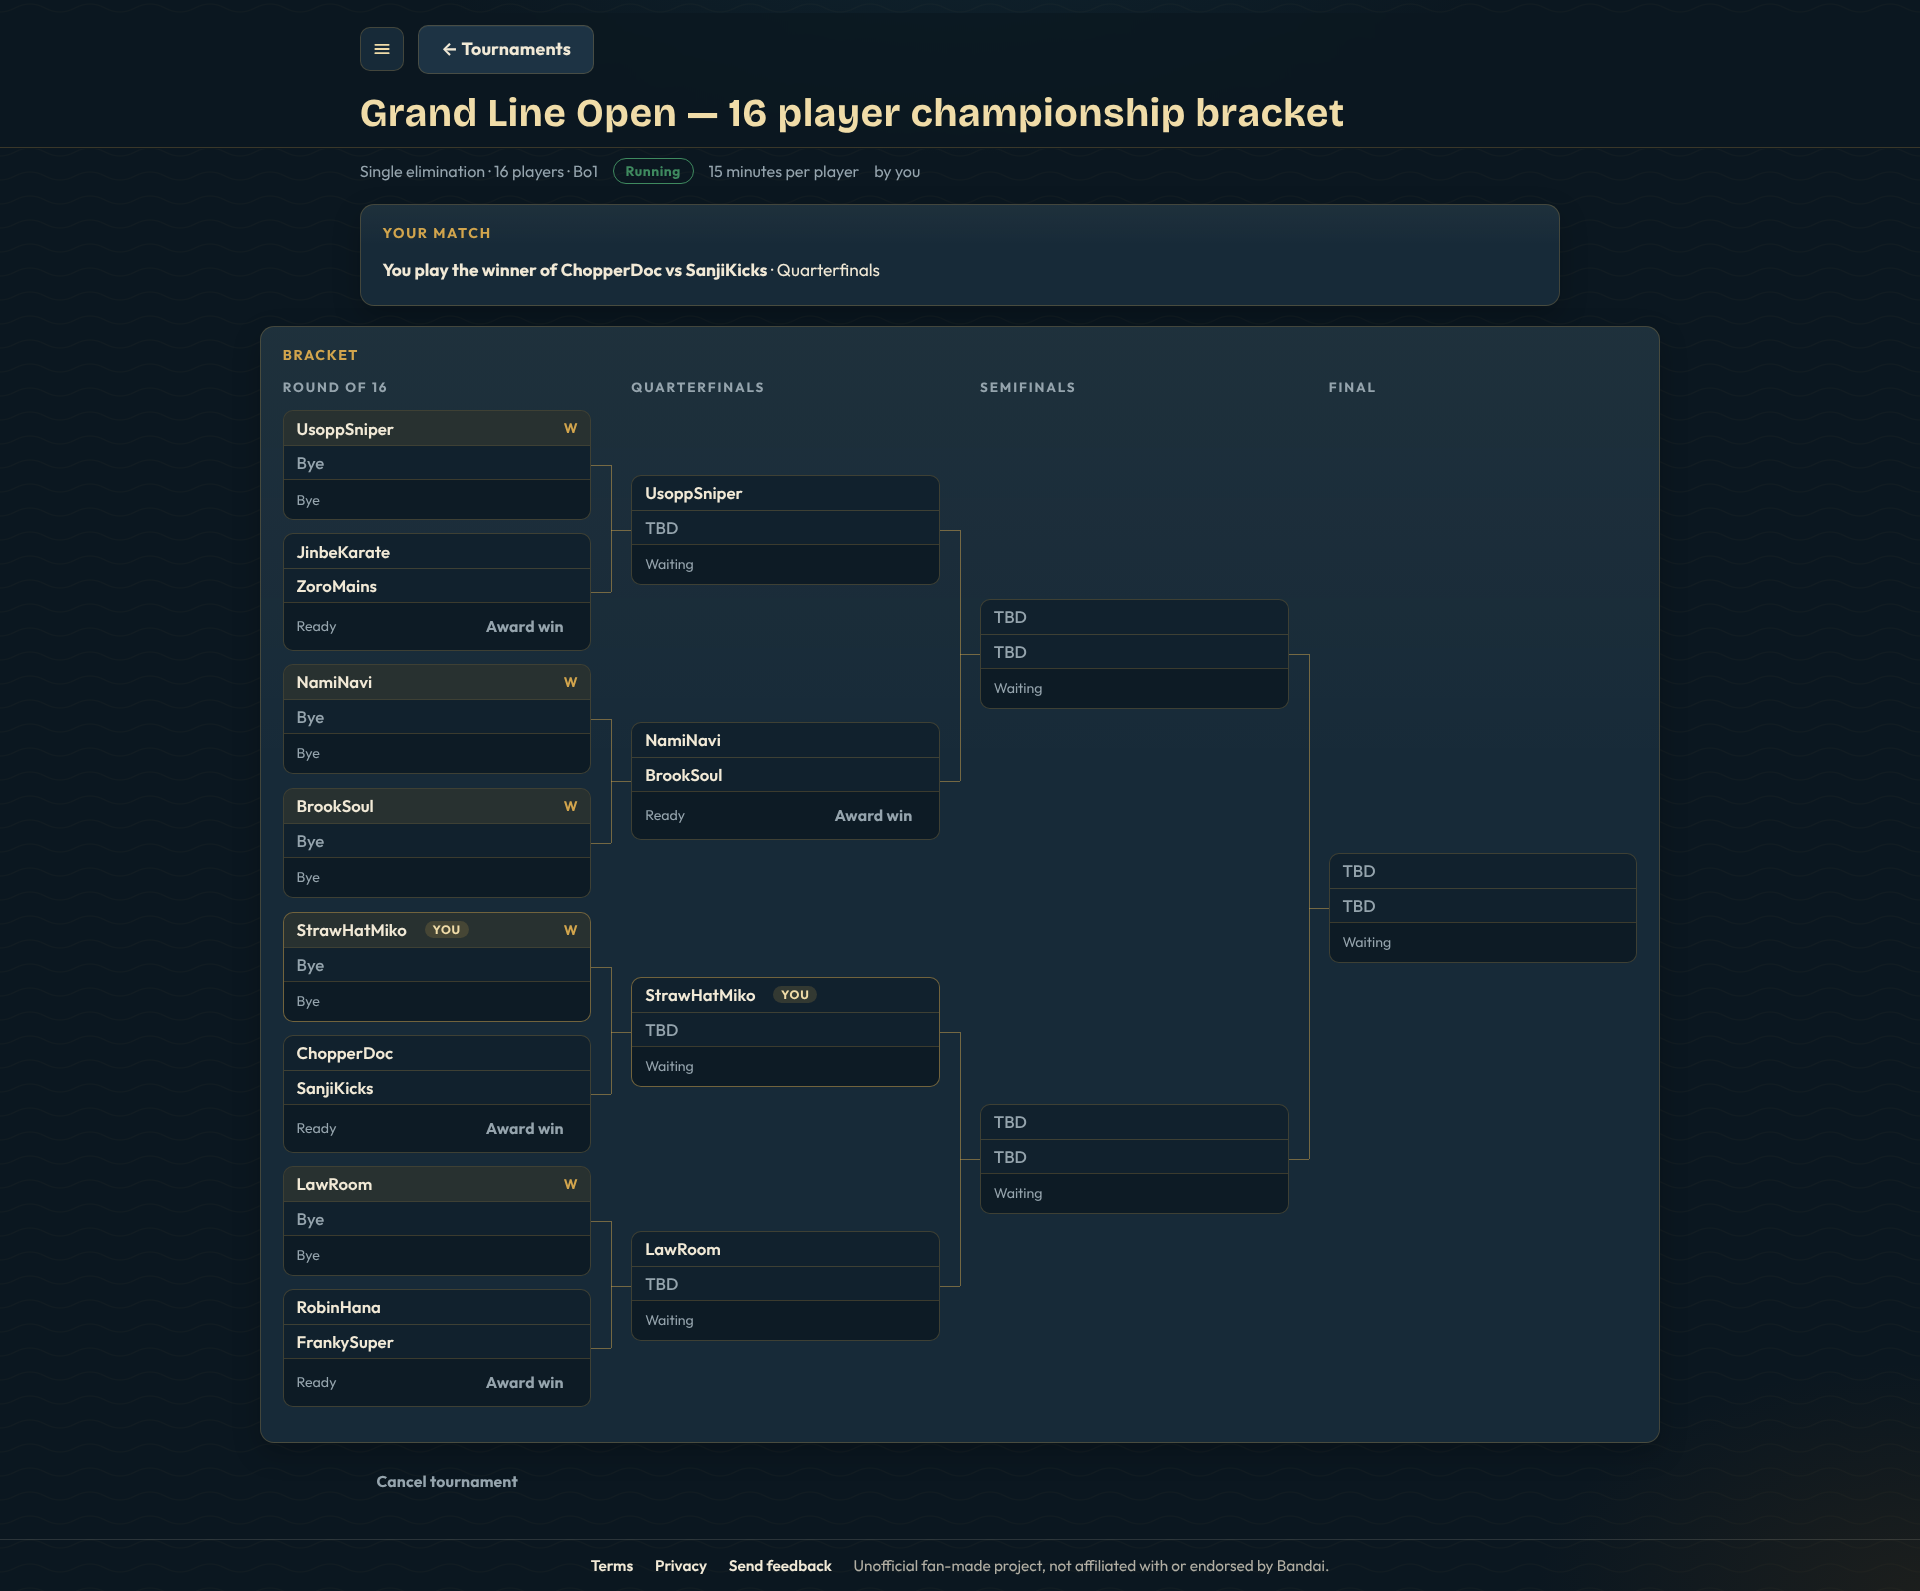 ← Tournaments
Grand Line Open — 16 player championship bracket
Single elimination · 16 players · Bo1 Running 15 minutes per player by you
YOUR MATCH
You play the winner of ChopperDoc vs SanjiKicks · Quarterfinals
BRACKET
ROUND OF 16
UsoppSniper W
Bye
Bye
JinbeKarate
ZoroMains
Ready Award win
NamiNavi W
Bye
Bye
BrookSoul W
Bye
Bye
StrawHatMiko YOU W
Bye
Bye
ChopperDoc
SanjiKicks
Ready Award win
LawRoom W
Bye
Bye
RobinHana
FrankySuper
Ready Award win
QUARTERFINALS
UsoppSniper
TBD
Waiting
NamiNavi
BrookSoul
Ready Award win
StrawHatMiko YOU
TBD
Waiting
LawRoom
TBD
Waiting
SEMIFINALS
TBD
TBD
Waiting
TBD
TBD
Waiting
FINAL
TBD
TBD
Waiting
Cancel tournament
Terms Privacy Send feedback Unofficial fan-made project, not affiliated with or endorsed by Bandai.